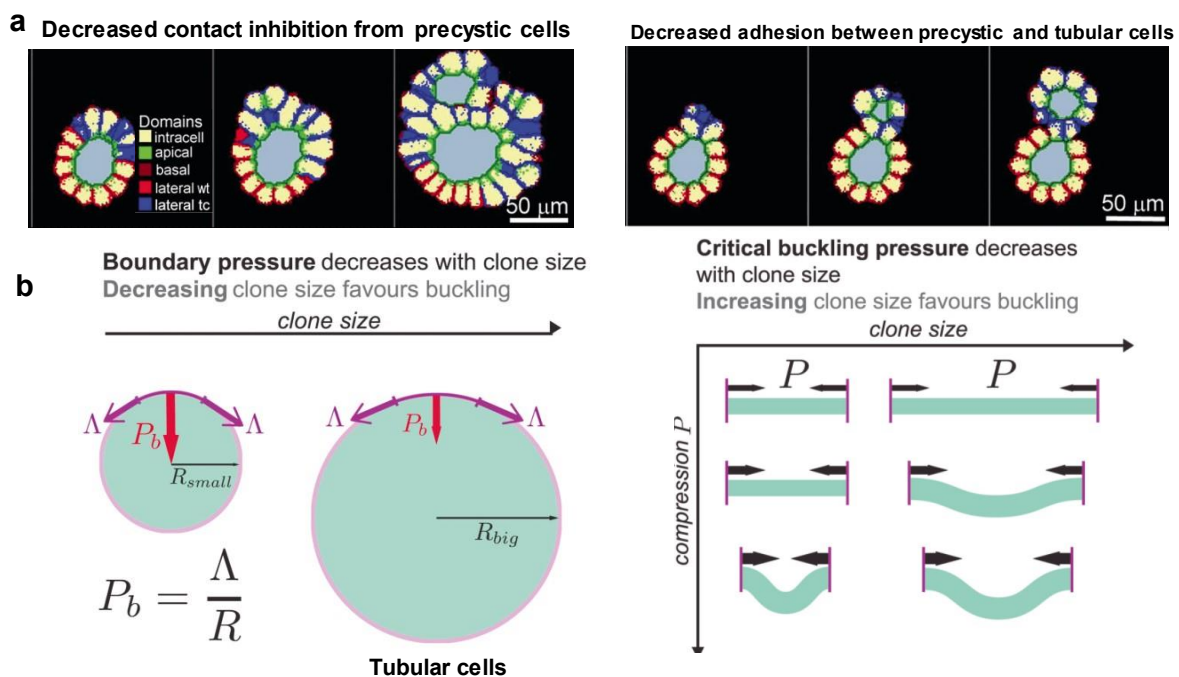 a
Decreased contact inhibition from precystic cells
Domains
intracell
apical
basal
lateral wt
lateral tc
50 µm
Decreased adhesion between precystic and tubular cells
50 µm
b
Boundary pressure decreases with clone size
Decreasing clone size favours buckling
clone size
Λ
Λ
P_b
R_small
Λ
Λ
P_b
R_big
P_b = Λ/R
Tubular cells
Critical buckling pressure decreases
with clone size
Increasing clone size favours buckling
clone size
compression P
P
P